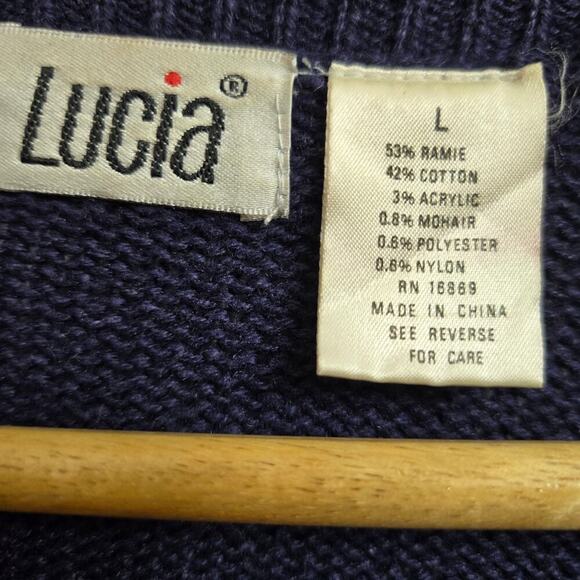 Lucia®
L
53% RAMIE
42% COTTON
3% ACRYLIC
0.8% MOHAIR
0.6% POLYESTER
0.6% NYLON
RN 16869
MADE IN CHINA
SEE REVERSE
FOR CARE